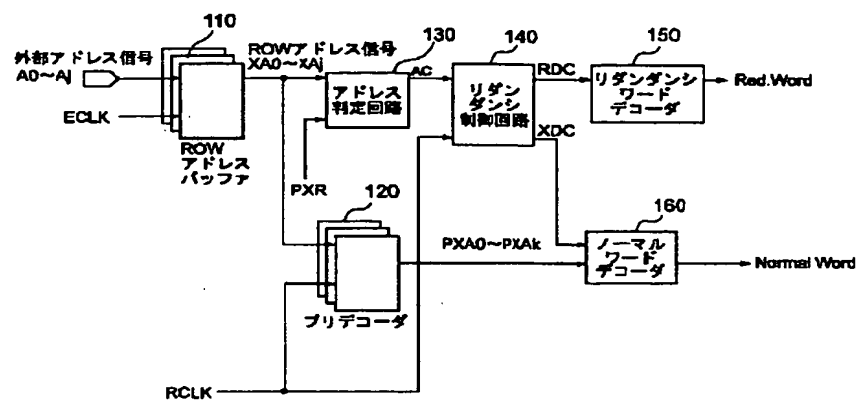 110
外部アドレス信号
A0～Aj
ECLK
ROW
アドレス
バッファ
ROWアドレス信号
XA0～XAj
130
アドレス
判定回路
AC
PXR
140
リダン
ダンシ
制御回路
RDC
XDC
150
リダンダンシ
ワード
デコーダ
Red.Word
120
プリデコーダ
PXA0～PXAk
160
ノーマル
ワード
デコーダ
Normal Word
RCLK